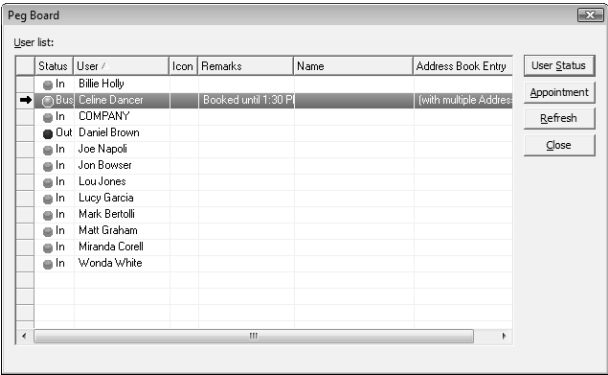 Peg Board
User list:
Status User Icon Remarks Name Address Book Entry
In Billie Holly
Bus Celine Dancer Booked until 1:30 P (with multiple Addres
In COMPANY
Out Daniel Brown
In Joe Napoli
In Jon Bowser
In Lou Jones
In Lucy Garcia
In Mark Bertolli
In Matt Graham
In Miranda Corell
In Wonda White
User Status
Appointment
Refresh
Close